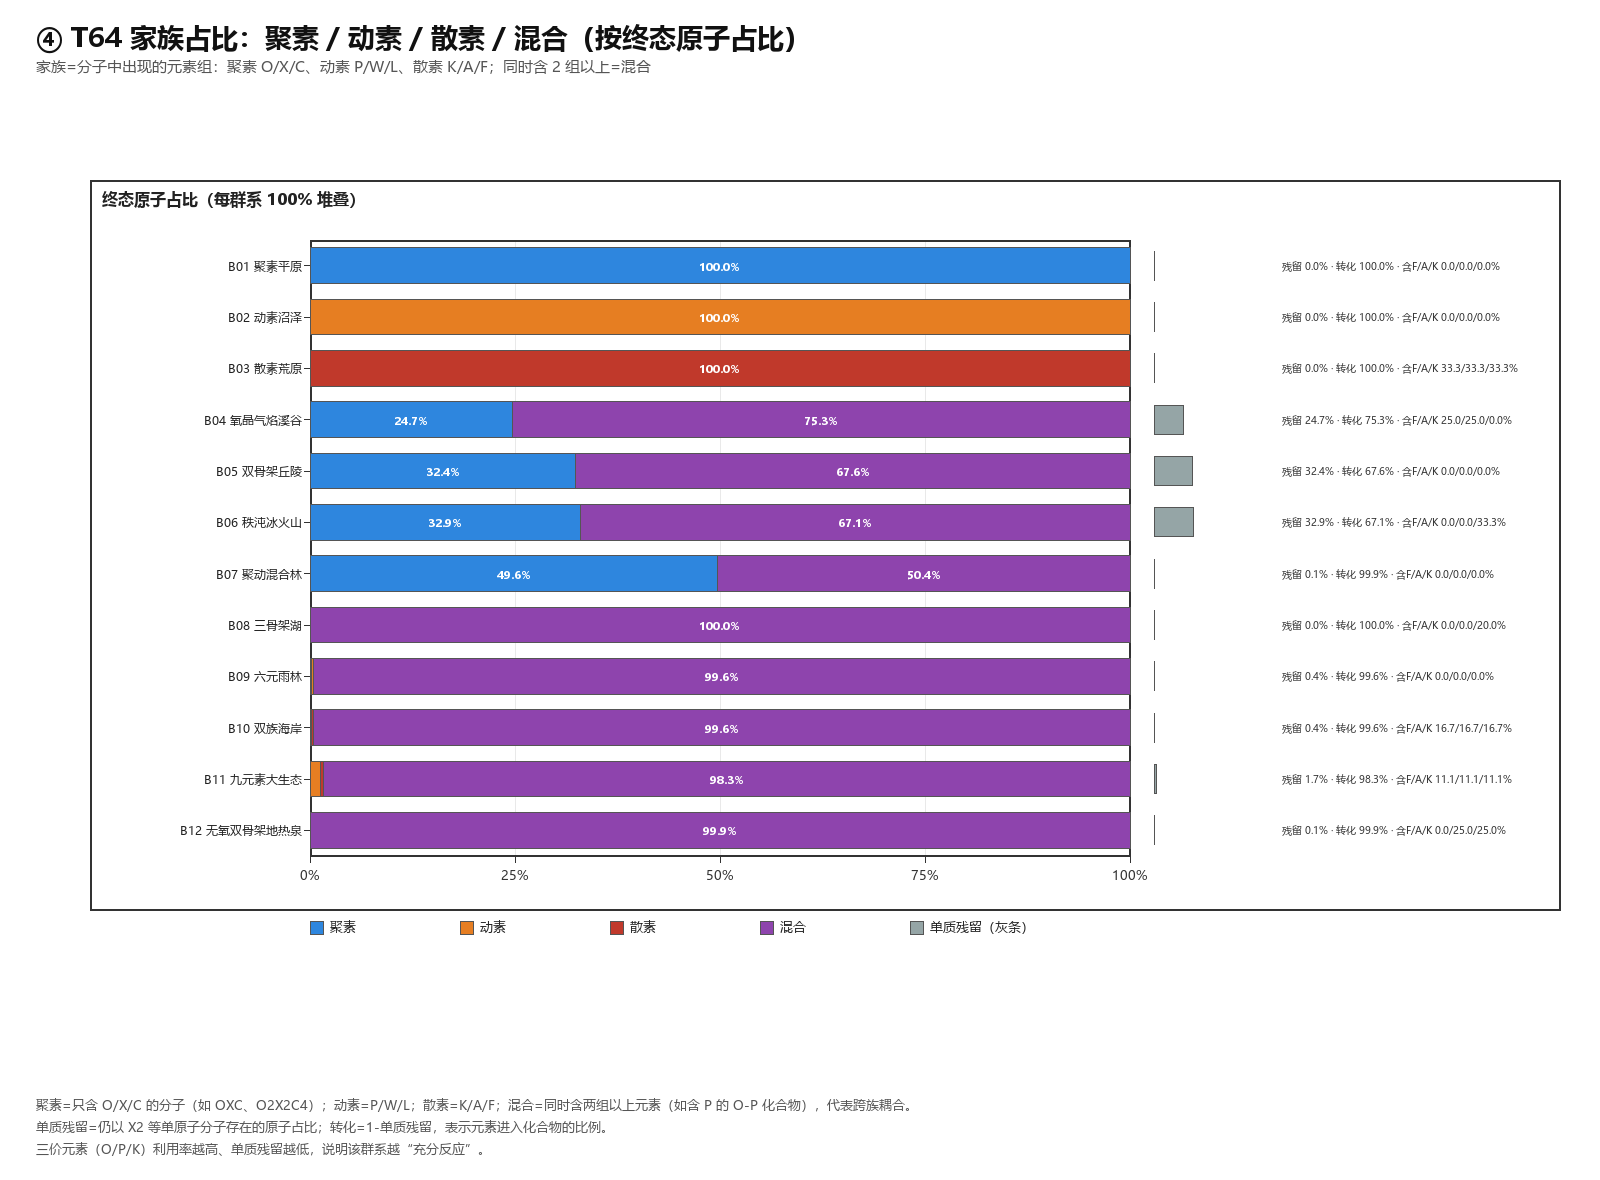 ④ T64 家族占比：聚素 / 动素 / 散素 / 混合（按终态原子占比）
家族=分子中出现的元素组：聚素 O/X/C、动素 P/W/L、散素 K/A/F；同时含 2 组以上=混合
终态原子占比（每群系 100% 堆叠）
B01 聚素平原 100.0% 残留 0.0% · 转化 100.0% · 含F/A/K 0.0/0.0/0.0%
B02 动素沼泽 100.0% 残留 0.0% · 转化 100.0% · 含F/A/K 0.0/0.0/0.0%
B03 散素荒原 100.0% 残留 0.0% · 转化 100.0% · 含F/A/K 33.3/33.3/33.3%
B04 氧晶气焰溪谷 24.7% 75.3% 残留 24.7% · 转化 75.3% · 含F/A/K 25.0/25.0/0.0%
B05 双骨架丘陵 32.4% 67.6% 残留 32.4% · 转化 67.6% · 含F/A/K 0.0/0.0/0.0%
B06 秩沌冰火山 32.9% 67.1% 残留 32.9% · 转化 67.1% · 含F/A/K 0.0/0.0/33.3%
B07 聚动混合林 49.6% 50.4% 残留 0.1% · 转化 99.9% · 含F/A/K 0.0/0.0/0.0%
B08 三骨架湖 100.0% 残留 0.0% · 转化 100.0% · 含F/A/K 0.0/0.0/20.0%
B09 六元雨林 99.6% 残留 0.4% · 转化 99.6% · 含F/A/K 0.0/0.0/0.0%
B10 双族海岸 99.6% 残留 0.4% · 转化 99.6% · 含F/A/K 16.7/16.7/16.7%
B11 九元素大生态 98.3% 残留 1.7% · 转化 98.3% · 含F/A/K 11.1/11.1/11.1%
B12 无氧双骨架地热泉 99.9% 残留 0.1% · 转化 99.9% · 含F/A/K 0.0/25.0/25.0%
0% 25% 50% 75% 100%
聚素 动素 散素 混合 单质残留（灰条）
聚素=只含 O/X/C 的分子（如 OXC、O2X2C4）；动素=P/W/L；散素=K/A/F；混合=同时含两组以上元素（如含 P 的 O-P 化合物），代表跨族耦合。
单质残留=仍以 X2 等单原子分子存在的原子占比；转化=1-单质残留，表示元素进入化合物的比例。
三价元素（O/P/K）利用率越高、单质残留越低，说明该群系越“充分反应”。